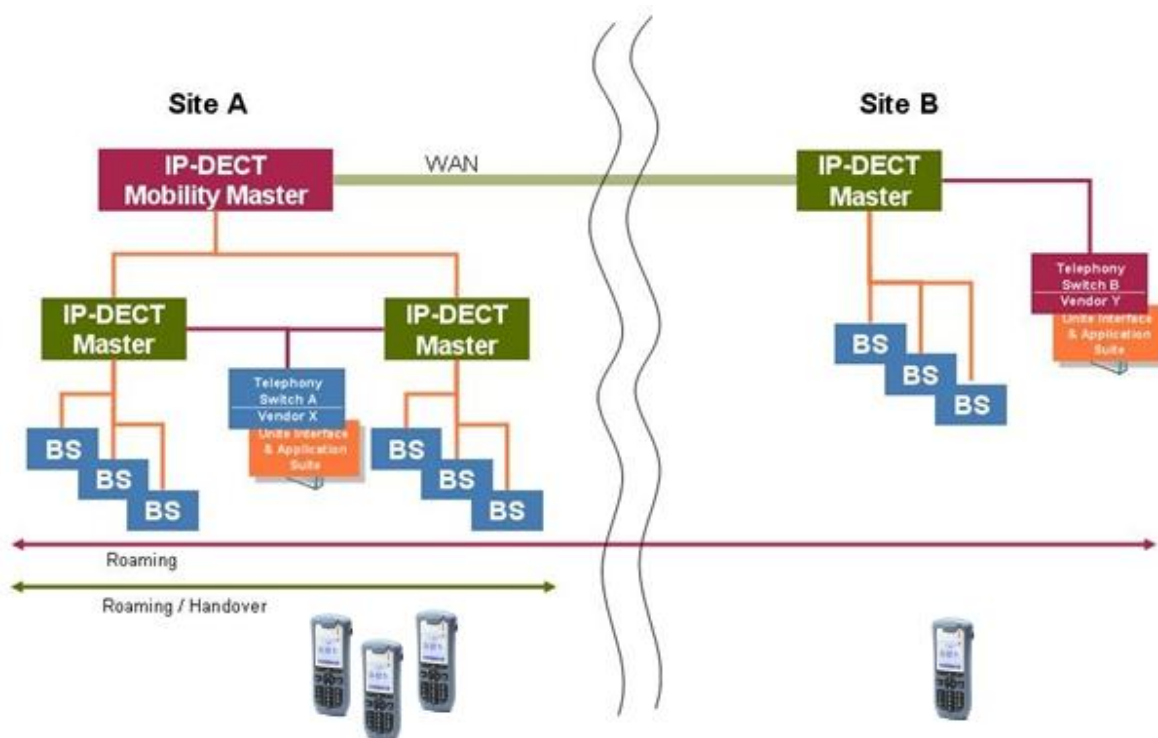 Site A
Site B
IP-DECT
Mobility Master
WAN
IP-DECT
Master
Telephony
Switch B
Vendor Y
Unite Interface
& Application
Suite
IP-DECT
Master
IP-DECT
Master
Telephony
Switch A
Vendor X
Unite Interface
& Application
Suite
BS
BS
BS
BS
BS
BS
BS
BS
BS
Roaming
Roaming / Handover